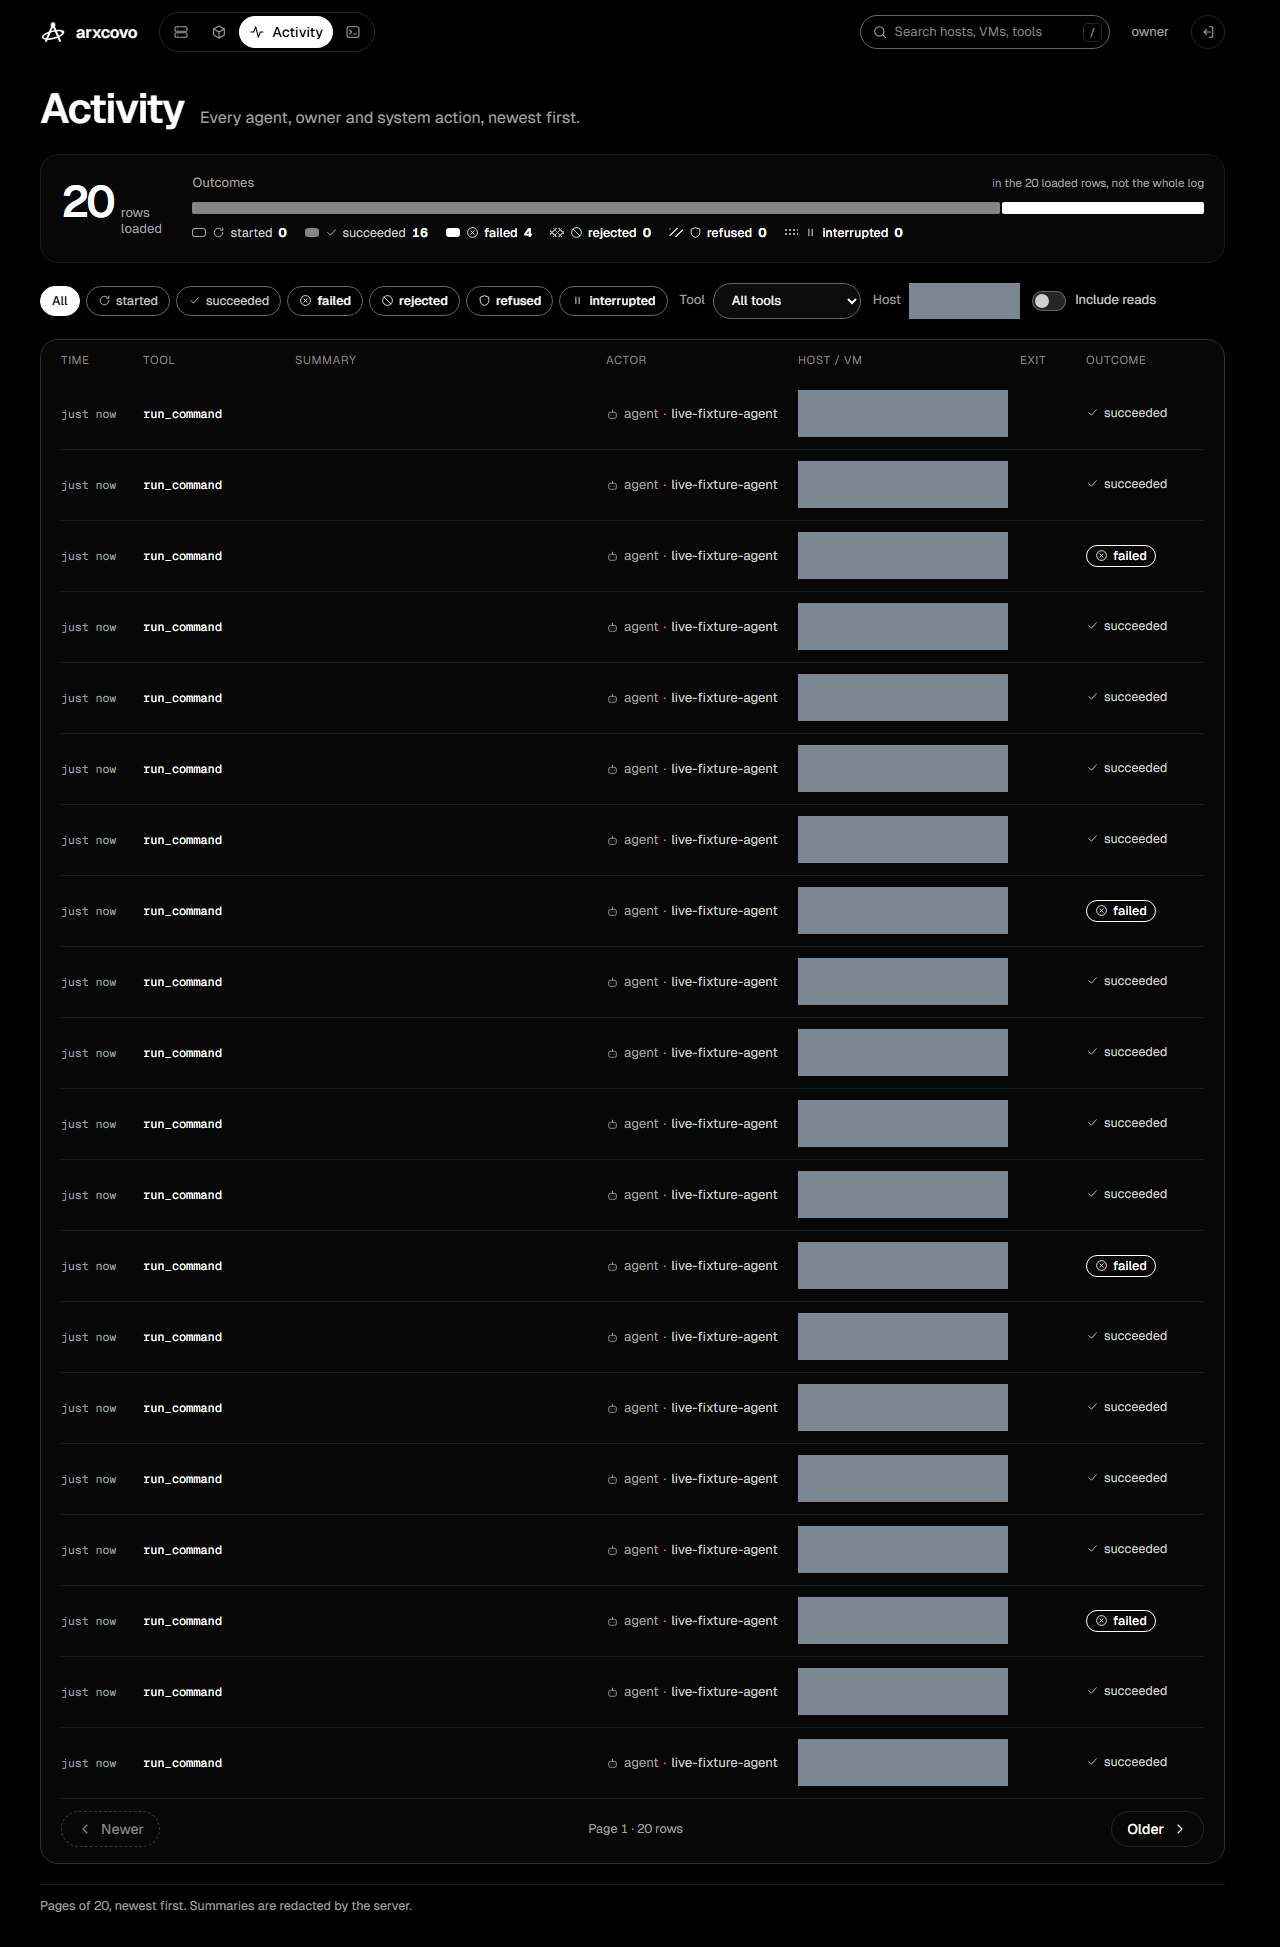 arxcovo
Activity
Search hosts, VMs, tools
/
owner
Activity Every agent, owner and system action, newest first.
20 rows loaded
Outcomes
in the 20 loaded rows, not the whole log
started 0 succeeded 16 failed 4 rejected 0 refused 0 interrupted 0
All started succeeded failed rejected refused interrupted Tool All tools Host Include reads
TIME TOOL SUMMARY ACTOR HOST / VM EXIT OUTCOME
just now run_command agent · live-fixture-agent succeeded
just now run_command agent · live-fixture-agent succeeded
just now run_command agent · live-fixture-agent failed
just now run_command agent · live-fixture-agent succeeded
just now run_command agent · live-fixture-agent succeeded
just now run_command agent · live-fixture-agent succeeded
just now run_command agent · live-fixture-agent succeeded
just now run_command agent · live-fixture-agent failed
just now run_command agent · live-fixture-agent succeeded
just now run_command agent · live-fixture-agent succeeded
just now run_command agent · live-fixture-agent succeeded
just now run_command agent · live-fixture-agent succeeded
just now run_command agent · live-fixture-agent failed
just now run_command agent · live-fixture-agent succeeded
just now run_command agent · live-fixture-agent succeeded
just now run_command agent · live-fixture-agent succeeded
just now run_command agent · live-fixture-agent succeeded
just now run_command agent · live-fixture-agent failed
just now run_command agent · live-fixture-agent succeeded
just now run_command agent · live-fixture-agent succeeded
Newer Page 1 · 20 rows Older
Pages of 20, newest first. Summaries are redacted by the server.